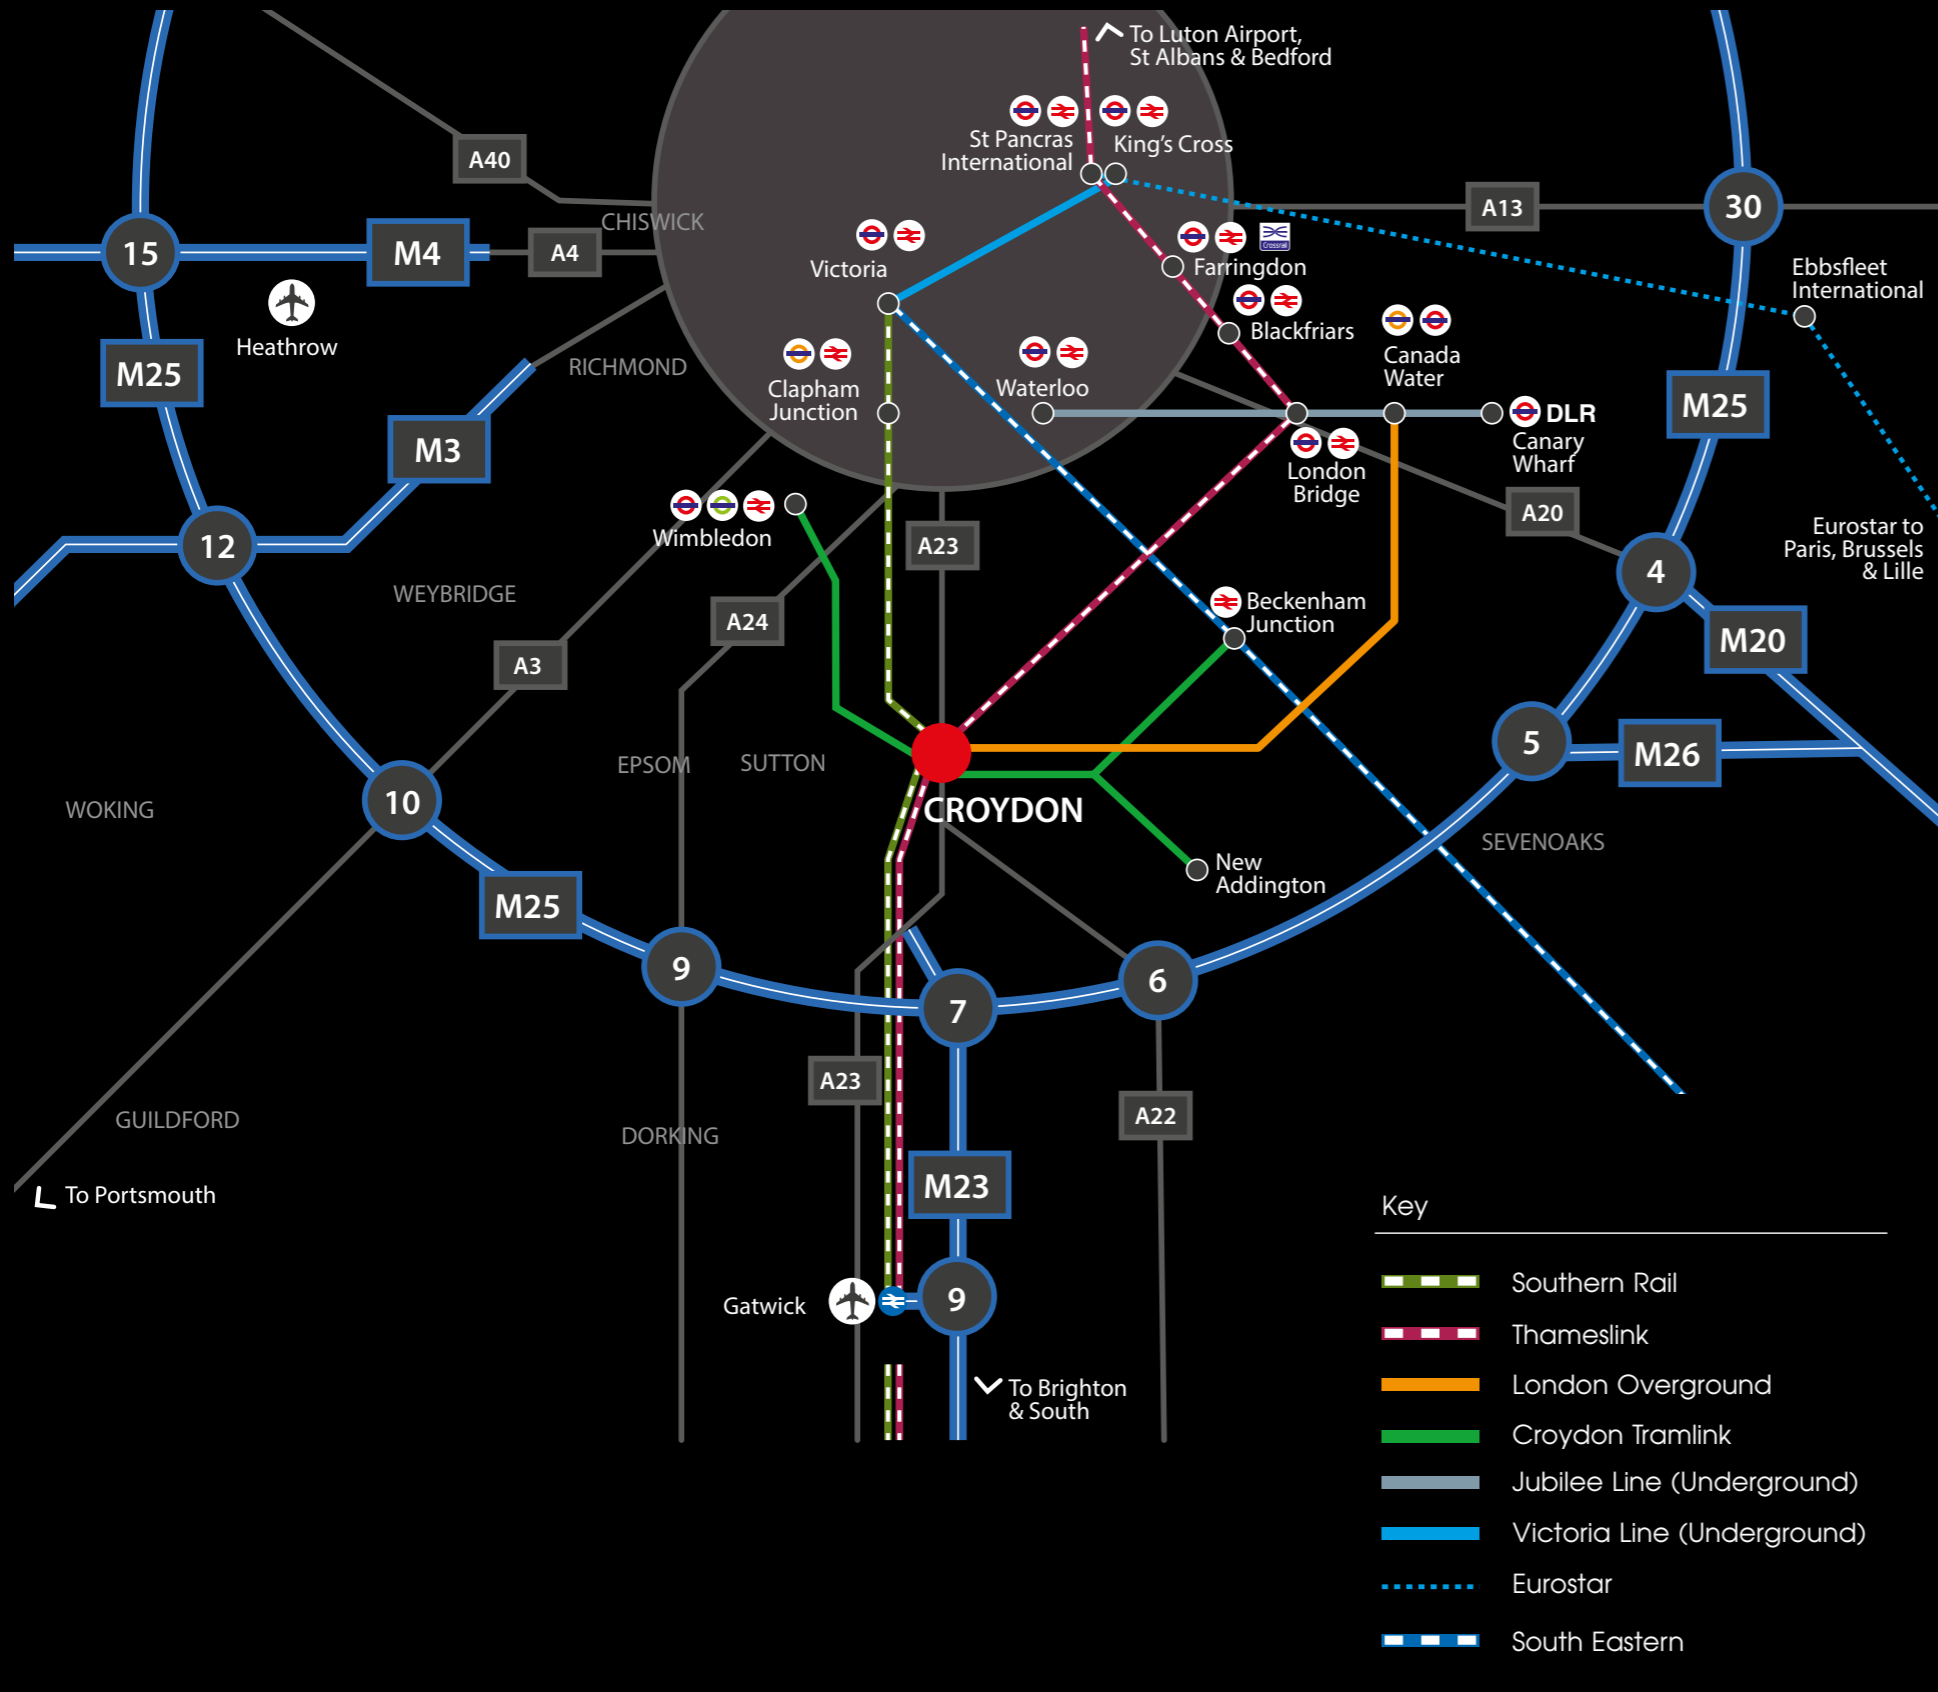 To Luton Airport,
St Albans & Bedford
St Pancras
International
King's Cross
A40
CHISWICK
A13
30
15
M4
A4
Victoria
Farringdon
Crossrail
Ebbsfleet
International
Heathrow
Blackfriars
M25
RICHMOND
Clapham
Junction
Waterloo
Canada
Water
M25
DLR
Canary
Wharf
M3
London
Bridge
A20
Wimbledon
A23
12
Eurostar to
Paris, Brussels
& Lille
4
WEYBRIDGE
A24
Beckenham
Junction
M20
A3
EPSOM
SUTTON
5
M26
WOKING
10
CROYDON
SEVENOAKS
New
Addington
M25
9
7
6
A23
GUILDFORD
DORKING
A22
M23
To Portsmouth
Gatwick
9
To Brighton
& South
Key
Southern Rail
Thameslink
London Overground
Croydon Tramlink
Jubilee Line (Underground)
Victoria Line (Underground)
Eurostar
South Eastern